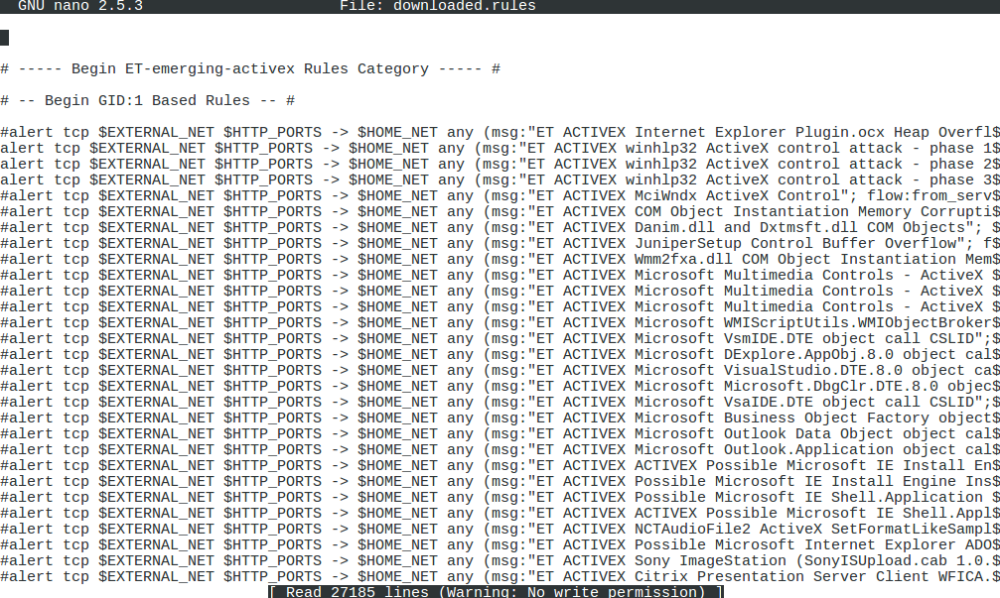 GNU nano 2.5.3 File: downloaded.rules
# ----- Begin ET-emerging-activex Rules Category ----- #
# -- Begin GID:1 Based Rules -- #
#alert tcp $EXTERNAL_NET $HTTP_PORTS -> $HOME_NET any (msg:"ET ACTIVEX Internet Explorer Plugin.ocx Heap Overfl$
alert tcp $EXTERNAL_NET $HTTP_PORTS -> $HOME_NET any (msg:"ET ACTIVEX winhlp32 ActiveX control attack - phase 1$
alert tcp $EXTERNAL_NET $HTTP_PORTS -> $HOME_NET any (msg:"ET ACTIVEX winhlp32 ActiveX control attack - phase 2$
alert tcp $EXTERNAL_NET $HTTP_PORTS -> $HOME_NET any (msg:"ET ACTIVEX winhlp32 ActiveX control attack - phase 3$
#alert tcp $EXTERNAL_NET $HTTP_PORTS -> $HOME_NET any (msg:"ET ACTIVEX MciWndx ActiveX Control"; flow:from_serv$
#alert tcp $EXTERNAL_NET $HTTP_PORTS -> $HOME_NET any (msg:"ET ACTIVEX COM Object Instantiation Memory Corrupti$
#alert tcp $EXTERNAL_NET $HTTP_PORTS -> $HOME_NET any (msg:"ET ACTIVEX Danim.dll and Dxtmsft.dll COM Objects"; $
#alert tcp $EXTERNAL_NET $HTTP_PORTS -> $HOME_NET any (msg:"ET ACTIVEX JuniperSetup Control Buffer Overflow"; f$
#alert tcp $EXTERNAL_NET $HTTP_PORTS -> $HOME_NET any (msg:"ET ACTIVEX Wmm2fxa.dll COM Object Instantiation Mem$
#alert tcp $EXTERNAL_NET $HTTP_PORTS -> $HOME_NET any (msg:"ET ACTIVEX Microsoft Multimedia Controls - ActiveX $
#alert tcp $EXTERNAL_NET $HTTP_PORTS -> $HOME_NET any (msg:"ET ACTIVEX Microsoft Multimedia Controls - ActiveX $
#alert tcp $EXTERNAL_NET $HTTP_PORTS -> $HOME_NET any (msg:"ET ACTIVEX Microsoft Multimedia Controls - ActiveX $
#alert tcp $EXTERNAL_NET $HTTP_PORTS -> $HOME_NET any (msg:"ET ACTIVEX Microsoft WMIScriptUtils.WMIObjectBroker$
#alert tcp $EXTERNAL_NET $HTTP_PORTS -> $HOME_NET any (msg:"ET ACTIVEX Microsoft VsmIDE.DTE object call CSLID";$
#alert tcp $EXTERNAL_NET $HTTP_PORTS -> $HOME_NET any (msg:"ET ACTIVEX Microsoft DExplore.AppObj.8.0 object cal$
#alert tcp $EXTERNAL_NET $HTTP_PORTS -> $HOME_NET any (msg:"ET ACTIVEX Microsoft VisualStudio.DTE.8.0 object ca$
#alert tcp $EXTERNAL_NET $HTTP_PORTS -> $HOME_NET any (msg:"ET ACTIVEX Microsoft Microsoft.DbgClr.DTE.8.0 objec$
#alert tcp $EXTERNAL_NET $HTTP_PORTS -> $HOME_NET any (msg:"ET ACTIVEX Microsoft VsaIDE.DTE object call CSLID";$
#alert tcp $EXTERNAL_NET $HTTP_PORTS -> $HOME_NET any (msg:"ET ACTIVEX Microsoft Business Object Factory object$
#alert tcp $EXTERNAL_NET $HTTP_PORTS -> $HOME_NET any (msg:"ET ACTIVEX Microsoft Outlook Data Object object cal$
#alert tcp $EXTERNAL_NET $HTTP_PORTS -> $HOME_NET any (msg:"ET ACTIVEX Microsoft Outlook.Application object cal$
#alert tcp $EXTERNAL_NET $HTTP_PORTS -> $HOME_NET any (msg:"ET ACTIVEX ACTIVEX Possible Microsoft IE Install En$
#alert tcp $EXTERNAL_NET $HTTP_PORTS -> $HOME_NET any (msg:"ET ACTIVEX Possible Microsoft IE Install Engine Ins$
#alert tcp $EXTERNAL_NET $HTTP_PORTS -> $HOME_NET any (msg:"ET ACTIVEX Possible Microsoft IE Shell.Application $
#alert tcp $EXTERNAL_NET $HTTP_PORTS -> $HOME_NET any (msg:"ET ACTIVEX ACTIVEX Possible Microsoft IE Shell.Appl$
#alert tcp $EXTERNAL_NET $HTTP_PORTS -> $HOME_NET any (msg:"ET ACTIVEX NCTAudioFile2 ActiveX SetFormatLikeSampl$
#alert tcp $EXTERNAL_NET $HTTP_PORTS -> $HOME_NET any (msg:"ET ACTIVEX Possible Microsoft Internet Explorer ADOS$
#alert tcp $EXTERNAL_NET $HTTP_PORTS -> $HOME_NET any (msg:"ET ACTIVEX Sony ImageStation (SonyISUpload.cab 1.0.$
#alert tcp $EXTERNAL_NET $HTTP_PORTS -> $HOME_NET any (msg:"ET ACTIVEX Citrix Presentation Server Client WFICA.$
[ Read 27185 lines (Warning: No write permission) ]